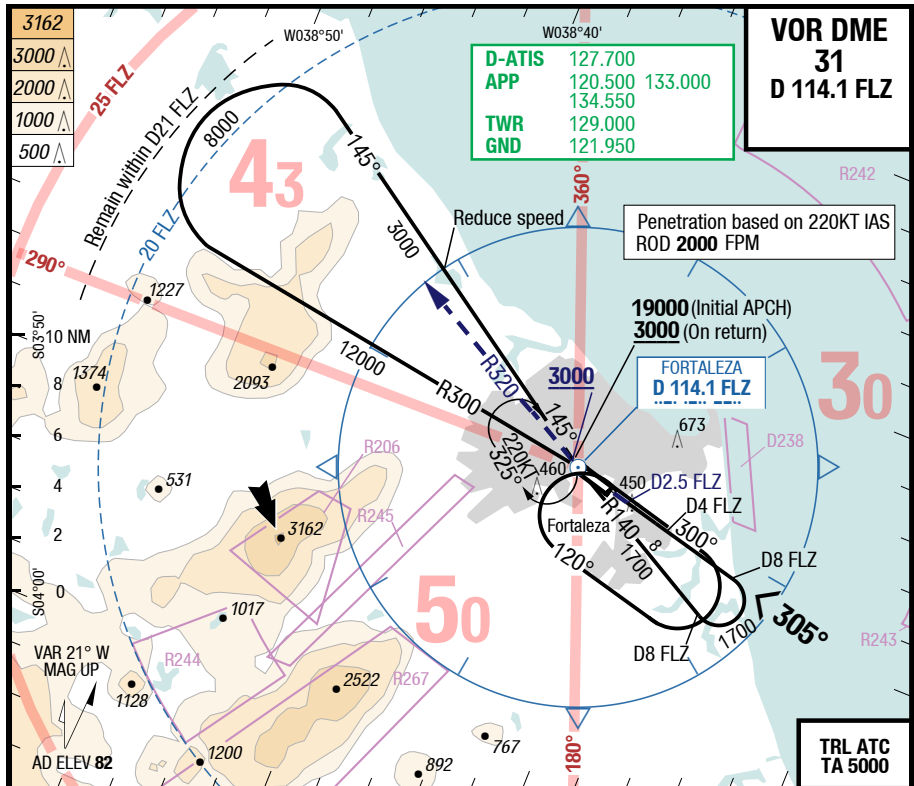 3162
3000
2000
1000
500
25 FLZ
W038°50'
W038°40'
D-ATIS 127.700
APP 120.500 133.000
134.550
TWR 129.000
GND 121.950
VOR DME
31
D 114.1 FLZ
Remain within D21 FLZ
8000
145°
43
20 FLZ
3000
Reduce speed
360°
R242
Penetration based on 220KT IAS
ROD 2000 FPM
290°
1227
19000 (Initial APCH)
3000 (On return)
S03°50'
10 NM
12000
R320
FORTALEZA
D 114.1 FLZ
3000
30
1374
8
2093
R300
145°
6
673
R206
220KT
325°
460
D238
531
4
450
D2.5 FLZ
R245
D4 FLZ
3162
Fortaleza
R140
300°
2
8
1700
120°
D8 FLZ
S04°00'
0
50
1017
305°
1700
D8 FLZ
R243
VAR 21° W
MAG UP
R244
R267
2522
1128
767
1200
180°
892
AD ELEV 82
TRL ATC
TA 5000